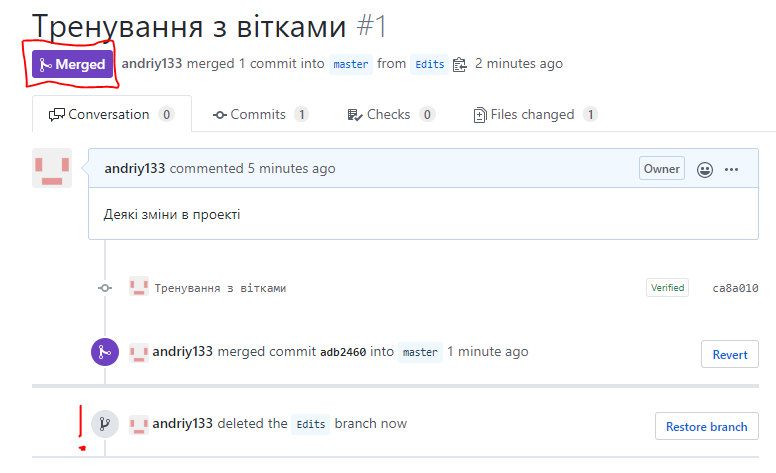 Тренування з вітками #1
Merged andriy133 merged 1 commit into master from Edits 2 minutes ago
Conversation 0 Commits 1 Checks 0 Files changed 1
andriy133 commented 5 minutes ago Owner
Деякі зміни в проекті
Тренування з вітками Verified ca8a010
andriy133 merged commit adb2460 into master 1 minute ago Revert
! andriy133 deleted the Edits branch now Restore branch